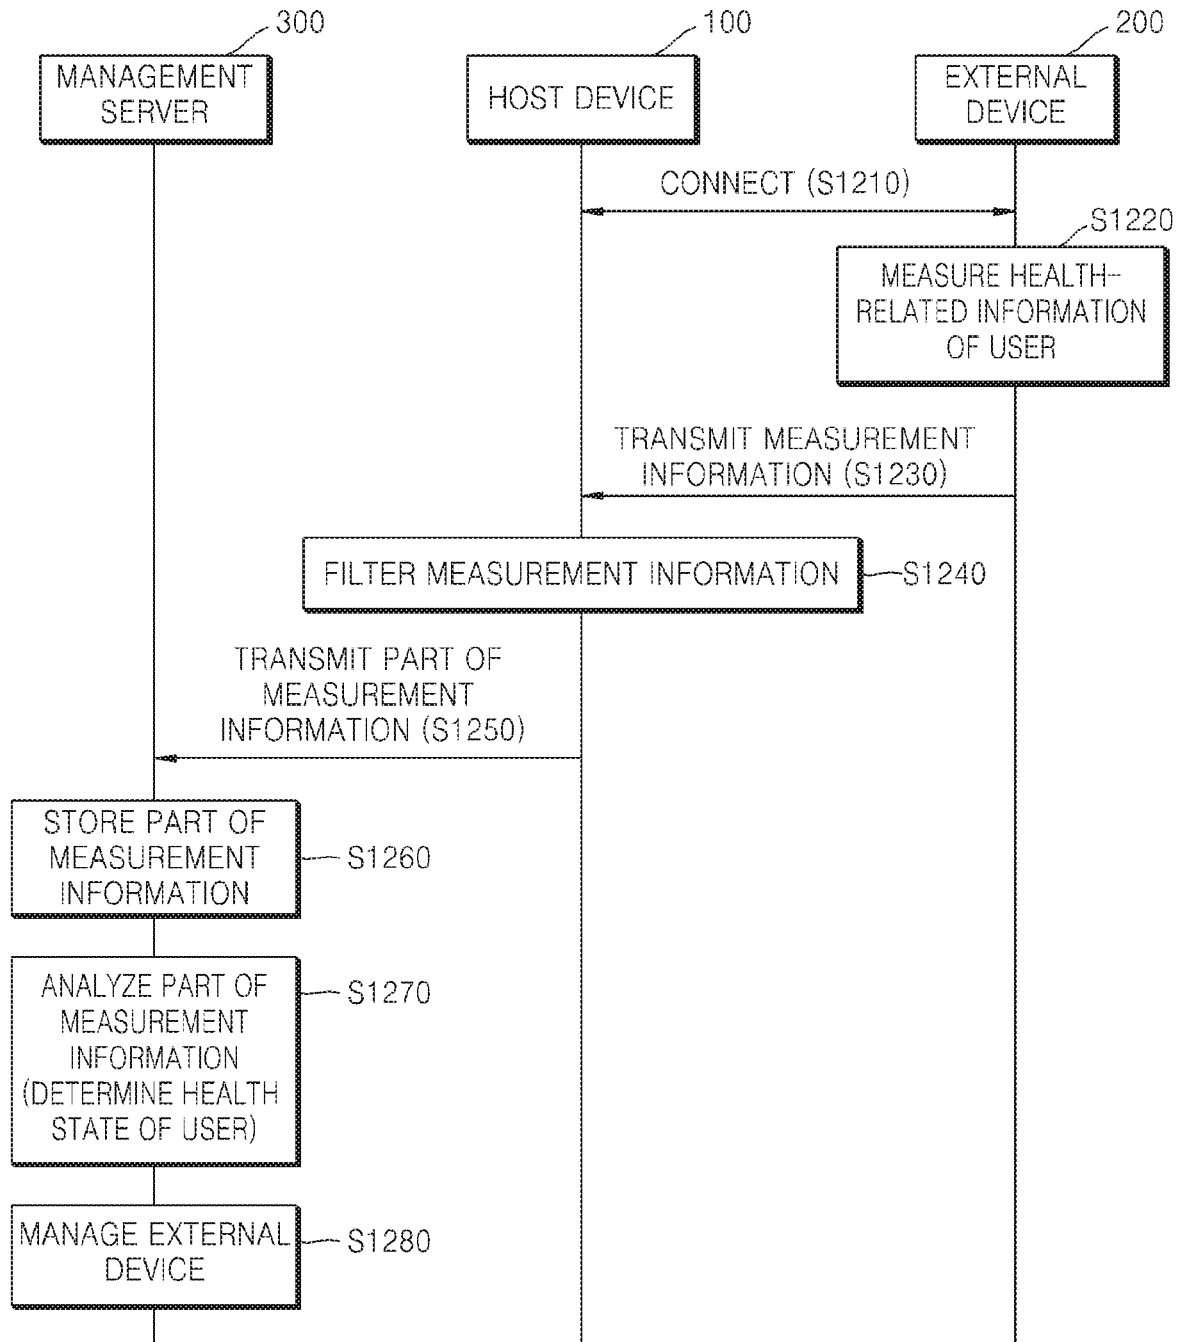 300
100
200
MANAGEMENT
SERVER
HOST DEVICE
EXTERNAL
DEVICE
CONNECT (S1210)
S1220
MEASURE HEALTH-
RELATED INFORMATION
OF USER
TRANSMIT MEASUREMENT
INFORMATION (S1230)
FILTER MEASUREMENT INFORMATION
S1240
TRANSMIT PART OF
MEASUREMENT
INFORMATION (S1250)
STORE PART OF
MEASUREMENT
INFORMATION
S1260
ANALYZE PART OF
MEASUREMENT
INFORMATION
(DETERMINE HEALTH
STATE OF USER)
S1270
MANAGE EXTERNAL
DEVICE
S1280